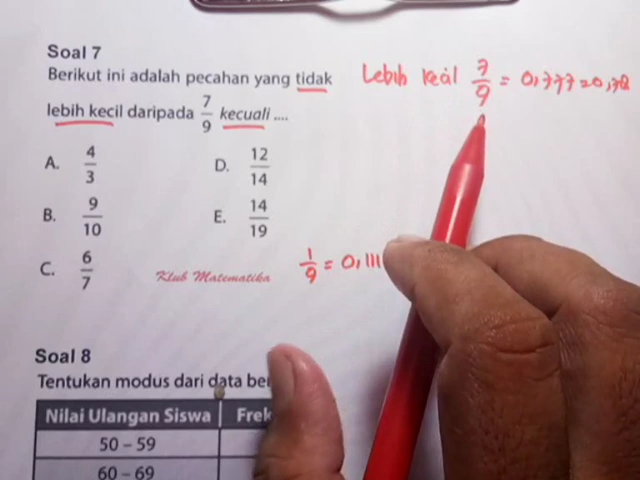 Soal 7
Berikut ini adalah pecahan yang tidak
lebih kecil daripada 7/9 kecuali ....
A. 4/3
B. 9/10
C. 6/7
D. 12/14
E. 14/19
Klub Matematika
Lebih kecil 7/9 = 0,777 ≈ 0,78
1/9 = 0,111
Soal 8
Tentukan modus dari data
Nilai Ulangan Siswa
50 – 59
60 – 69